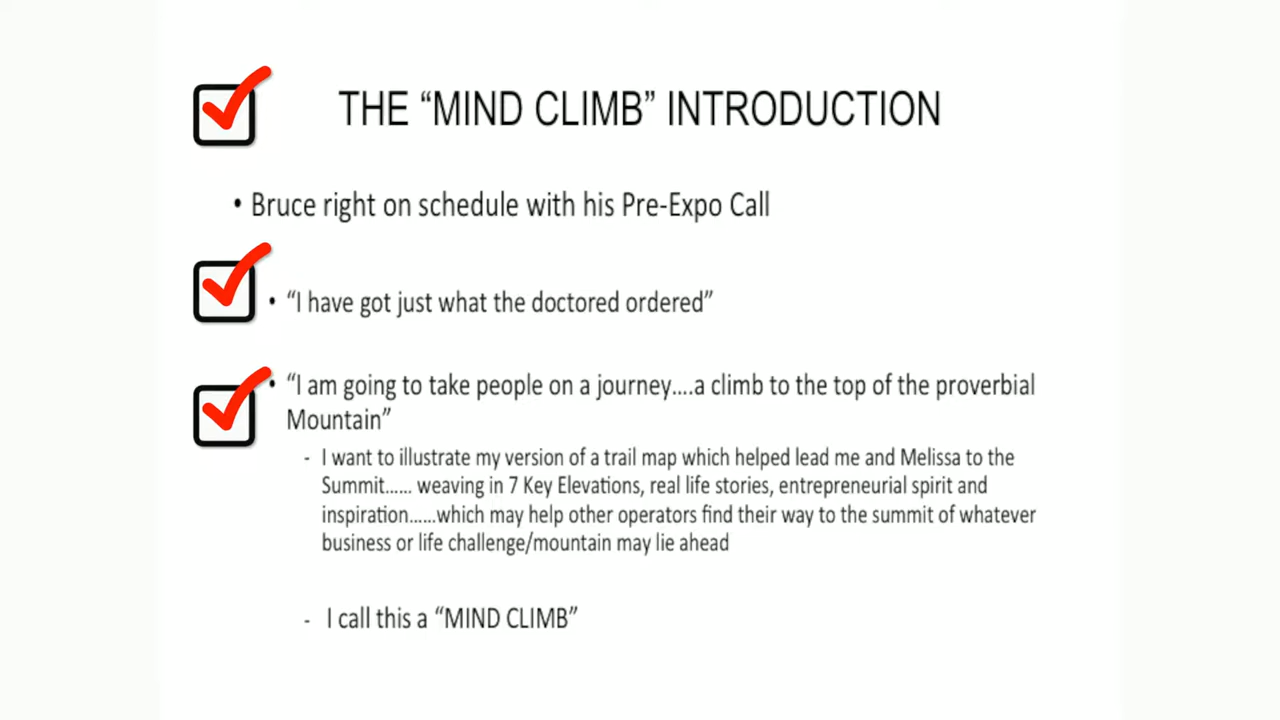 THE “MIND CLIMB” INTRODUCTION
• Bruce right on schedule with his Pre-Expo Call
• “I have got just what the doctored ordered”
• “I am going to take people on a journey....a climb to the top of the proverbial
Mountain”
- I want to illustrate my version of a trail map which helped lead me and Melissa to the
Summit...... weaving in 7 Key Elevations, real life stories, entrepreneurial spirit and
inspiration......which may help other operators find their way to the summit of whatever
business or life challenge/mountain may lie ahead
- I call this a “MIND CLIMB”